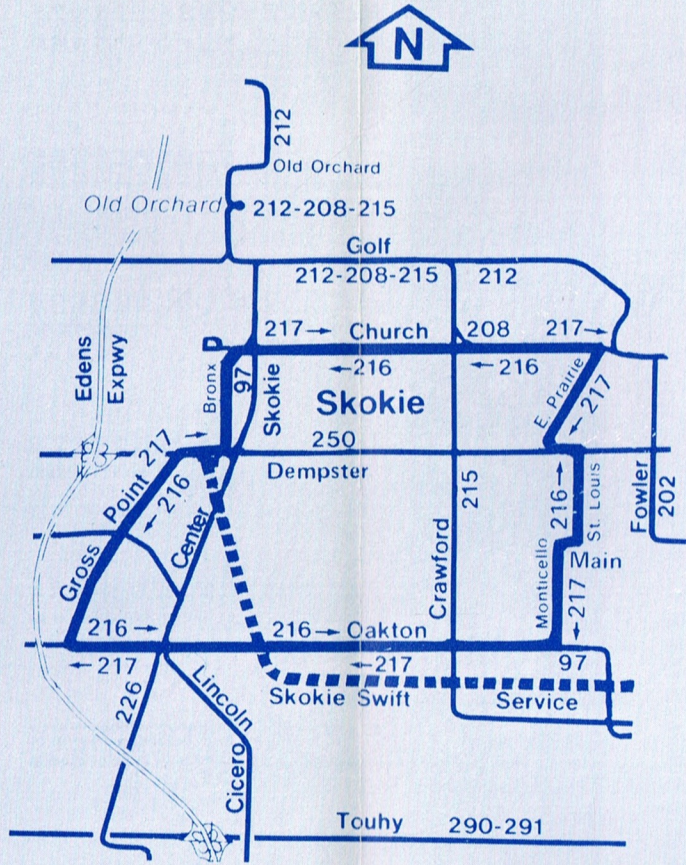 N
212
Old Orchard
Old Orchard
212-208-215
Golf
212-208-215
212
217→
Church
208
217→
←216
←216
Edens
Expwy
Bronx
97
Skokie
Skokie
E. Prairie
←217
217→
250
Dempster
Gross
Point
←216
Center
215
Crawford
216→
St. Louis
Fowler
202
Monticello
Main
←217
216→
216→
Oakton
←217
←217
97
226
Lincoln
Skokie Swift
Service
Cicero
Touhy
290-291